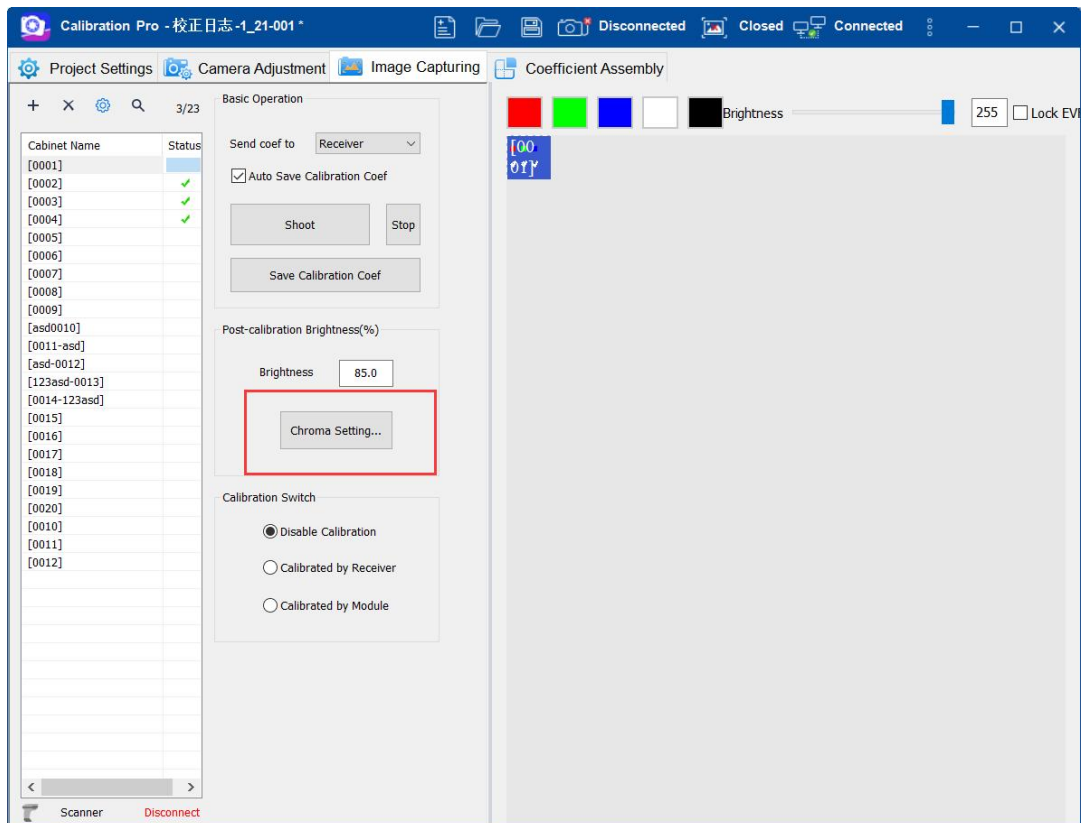 Calibration Pro - 校正日志-1_21-001 *
Disconnected
Closed
Connected
Project Settings
Camera Adjustment
Image Capturing
Coefficient Assembly
3/23
Cabinet Name Status
[0001]
[0002]
[0003]
[0004]
[0005]
[0006]
[0007]
[0008]
[0009]
[asd0010]
[0011-asd]
[asd-0012]
[123asd-0013]
[0014-123asd]
[0015]
[0016]
[0017]
[0018]
[0019]
[0020]
[0010]
[0011]
[0012]
Scanner Disconnect
Basic Operation
Send coef to Receiver
Auto Save Calibration Coef
Shoot Stop
Save Calibration Coef
Post-calibration Brightness(%)
Brightness 85.0
Chroma Setting...
Calibration Switch
Disable Calibration
Calibrated by Receiver
Calibrated by Module
Brightness 255 Lock EVF
[00
01]